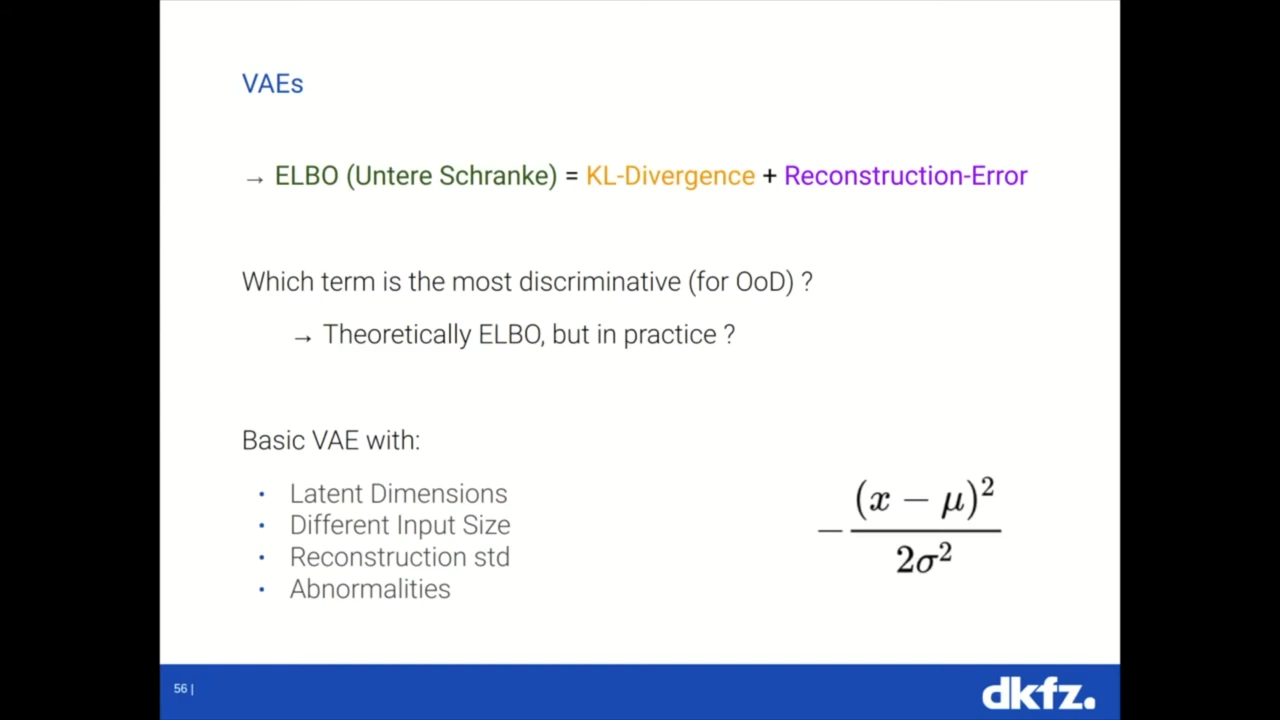 VAEs
→ ELBO (Untere Schranke) = KL-Divergence + Reconstruction-Error
Which term is the most discriminative (for OoD) ?
→ Theoretically ELBO, but in practice ?
Basic VAE with:
• Latent Dimensions
• Different Input Size
• Reconstruction std
• Abnormalities
−(x − μ)²
2σ²
56 |
dkfz.